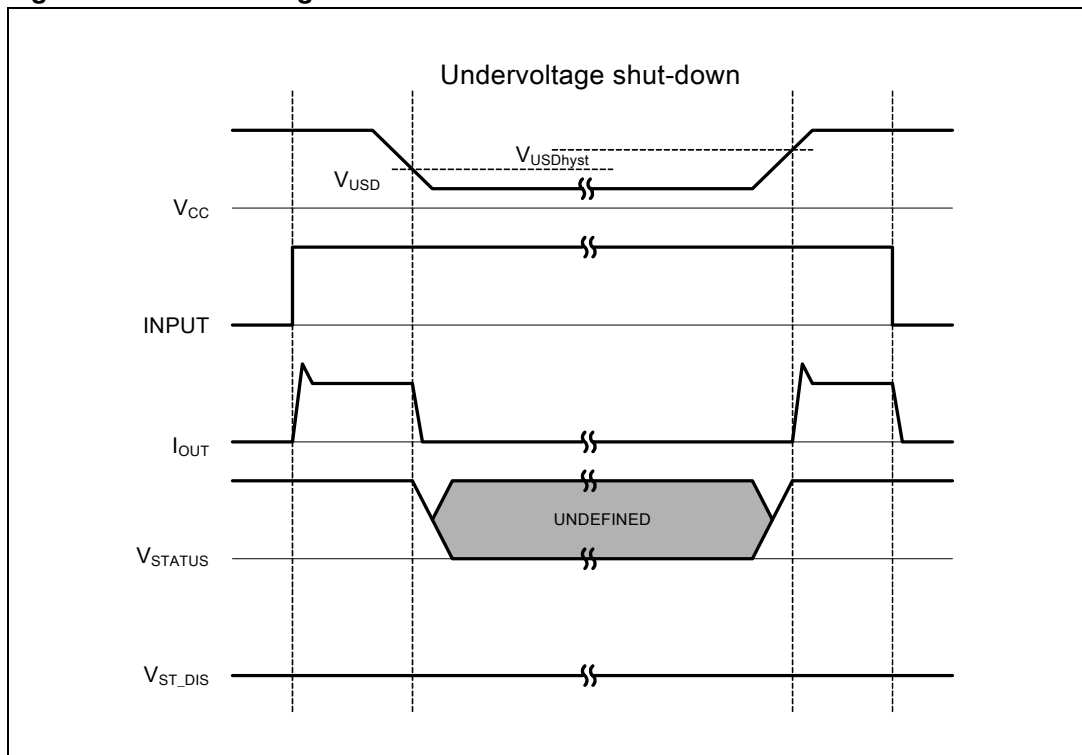 Undervoltage shut-down
V_USDhyst
V_USD
V_CC
INPUT
I_OUT
UNDEFINED
V_STATUS
V_ST_DIS